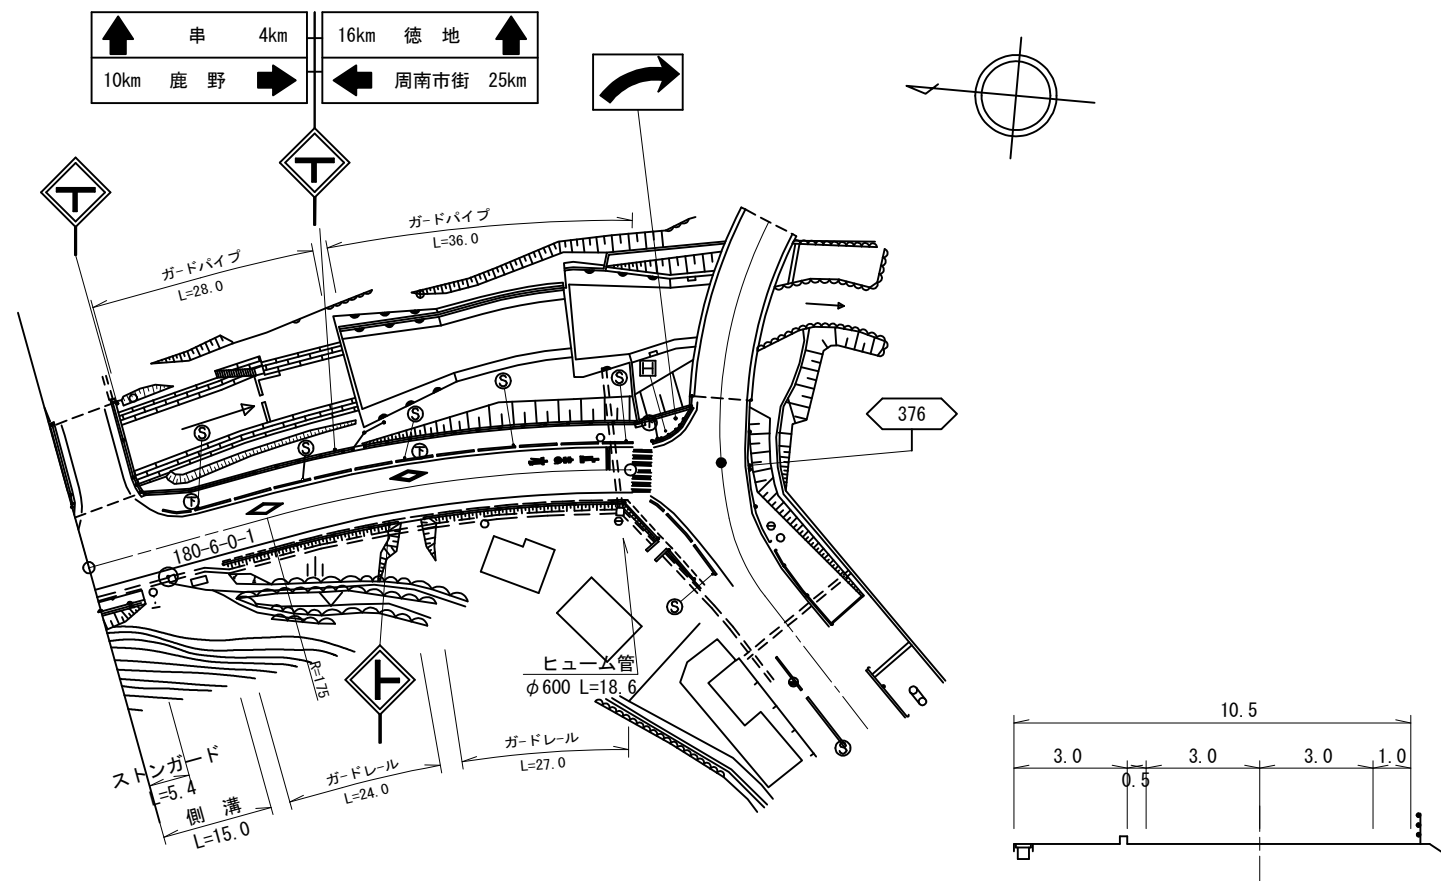 串 4km
16km 徳 地
10km 鹿 野
周南市街 25km
ガードパイプ
L=36.0
ガードパイプ
L=28.0
S
S
S
S
S
T
T
T
H
376
180-6-0-1
R=175
S
S
ヒューム管
φ600 L=18.6
ガードレール
L=27.0
ガードレール
L=24.0
ストンガード
L=5.4
側 溝
L=15.0
10.5
3.0
0.5
3.0
3.0
1.0